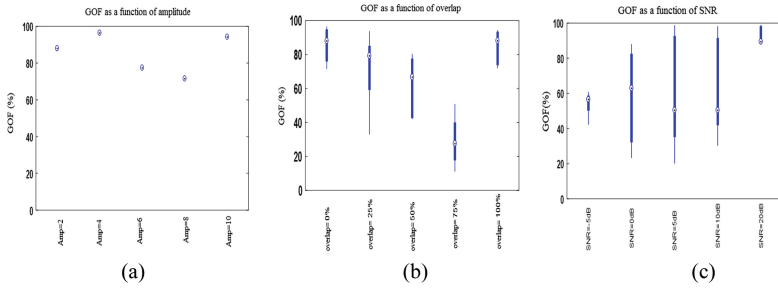 GOF as a function of amplitude
GOF (%)
100
80
60
40
20
0
Amp=2
Amp=4
Amp=6
Amp=8
Amp=10
(a)
GOF as a function of overlap
GOF (%)
100
80
60
40
20
0
overlap= 0%
overlap= 25%
overlap= 50%
overlap= 75%
overlap= 100%
(b)
GOF as a function of SNR
GOF(%)
100
80
60
40
20
0
SNR=-5dB
SNR=0dB
SNR=5dB
SNR=10dB
SNR=20dB
(c)